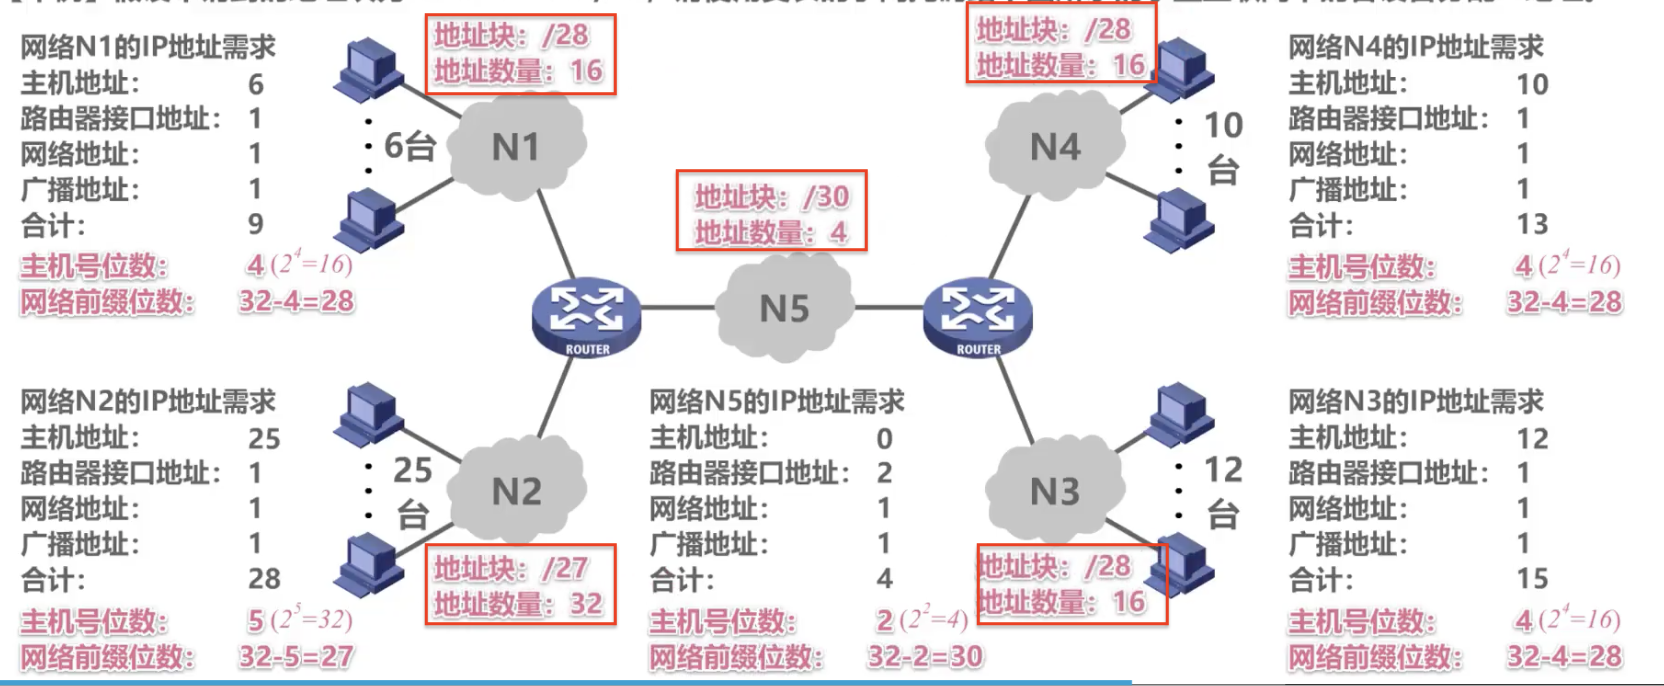 网络N1的IP地址需求
主机地址： 6
路由器接口地址： 1
网络地址： 1
广播地址： 1
合计： 9
主机号位数： 4 (2^4=16)
网络前缀位数： 32-4=28
地址块：/28
地址数量：16
6台
N1
地址块：/28
地址数量：16
N4
10
台
网络N4的IP地址需求
主机地址： 10
路由器接口地址： 1
网络地址： 1
广播地址： 1
合计： 13
主机号位数： 4 (2^4=16)
网络前缀位数： 32-4=28
地址块：/30
地址数量：4
N5
ROUTER
ROUTER
网络N2的IP地址需求
主机地址： 25
路由器接口地址： 1
网络地址： 1
广播地址： 1
合计： 28
主机号位数： 5 (2^5=32)
网络前缀位数： 32-5=27
25
台
N2
地址块：/27
地址数量：32
网络N5的IP地址需求
主机地址： 0
路由器接口地址： 2
网络地址： 1
广播地址： 1
合计： 4
主机号位数： 2 (2^2=4)
网络前缀位数： 32-2=30
N3
12
台
地址块：/28
地址数量：16
网络N3的IP地址需求
主机地址： 12
路由器接口地址： 1
网络地址： 1
广播地址： 1
合计： 15
主机号位数： 4 (2^4=16)
网络前缀位数： 32-4=28